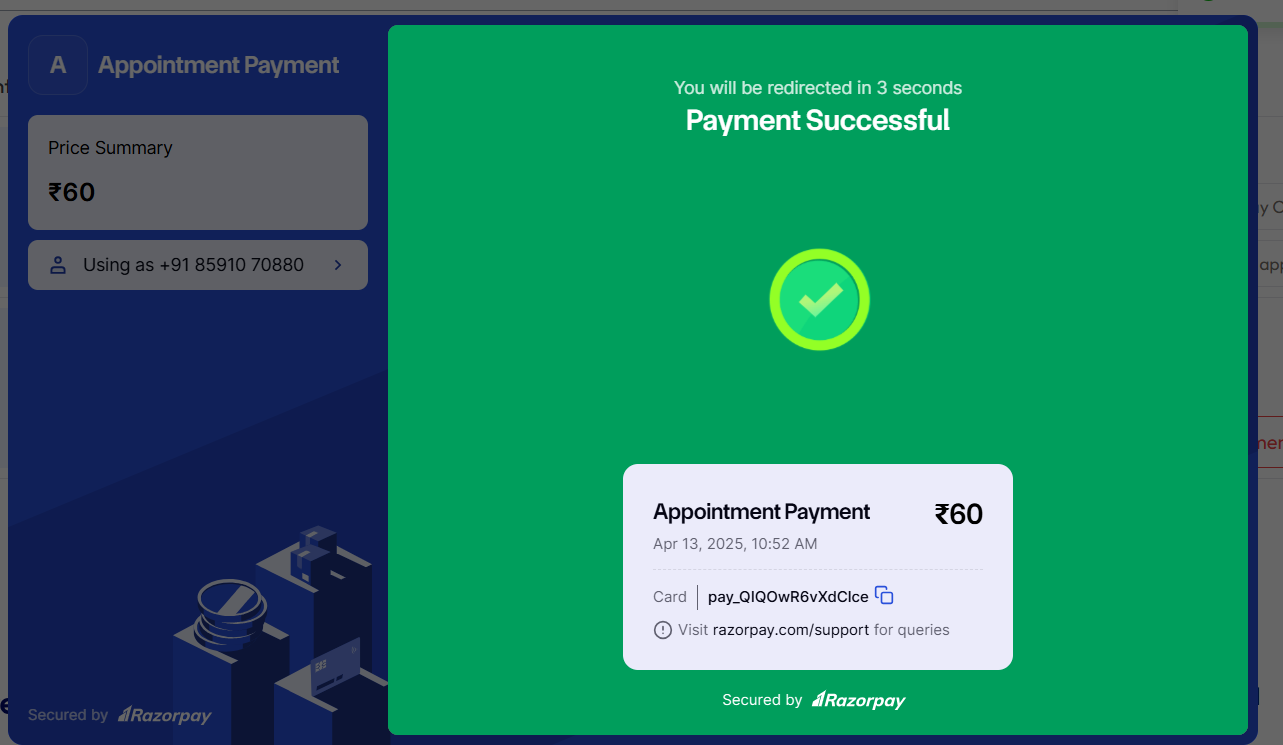 A
Appointment Payment
Price Summary
₹60
Using as +91 85910 70880
Secured by Razorpay
You will be redirected in 3 seconds
Payment Successful
Appointment Payment
₹60
Apr 13, 2025, 10:52 AM
Card
Visit razorpay.com/support for queries
Secured by Razorpay